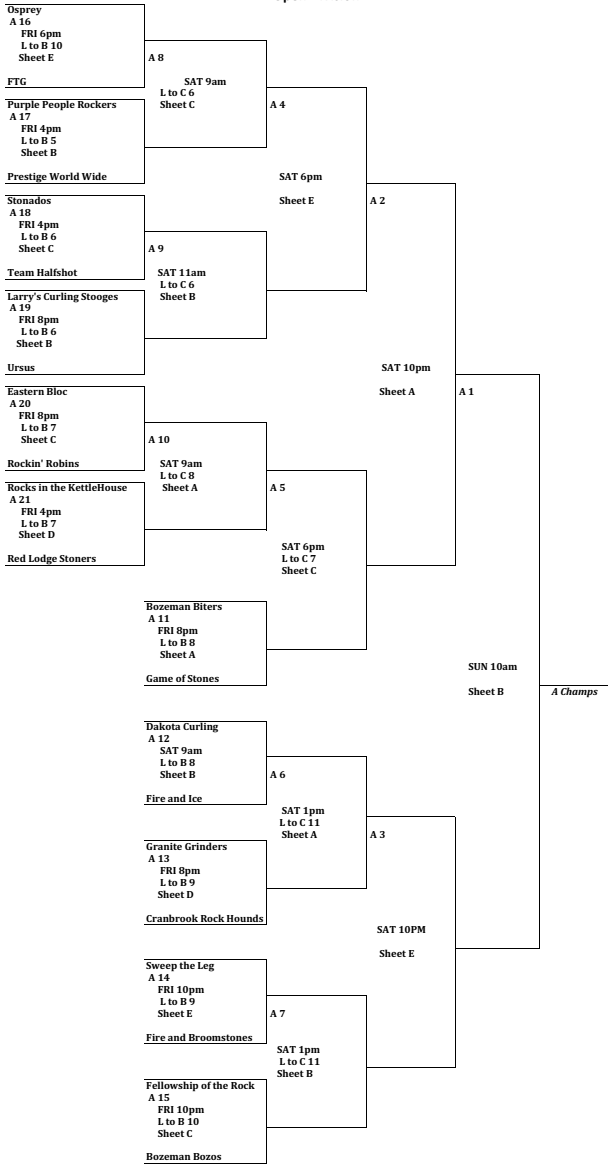 Osprey
A 16
FRI 6pm
L to B 10
Sheet E
FTG
A 8
SAT 9am
L to C 6
Sheet C
Purple People Rockers
A 17
FRI 4pm
L to B 5
Sheet B
Prestige World Wide
A 4
SAT 6pm
Sheet E
Stonados
A 18
FRI 4pm
L to B 6
Sheet C
Team Halfshot
A 9
SAT 11am
L to C 6
Sheet B
Larry's Curling Stooges
A 19
FRI 8pm
L to B 6
Sheet B
Ursus
A 2
SAT 10pm
Sheet A
Eastern Bloc
A 20
FRI 8pm
L to B 7
Sheet C
Rockin' Robins
A 10
SAT 9am
L to C 8
Sheet A
Rocks in the KettleHouse
A 21
FRI 4pm
L to B 7
Sheet D
Red Lodge Stoners
A 5
SAT 6pm
L to C 7
Sheet C
Bozeman Biters
A 11
FRI 8pm
L to B 8
Sheet A
Game of Stones
A 1
SUN 10am
Sheet B
A Champs
Dakota Curling
A 12
SAT 9am
L to B 8
Sheet B
Fire and Ice
A 6
SAT 1pm
L to C 11
Sheet A
Granite Grinders
A 13
FRI 8pm
L to B 9
Sheet D
Cranbrook Rock Hounds
A 3
SAT 10PM
Sheet E
Sweep the Leg
A 14
FRI 10pm
L to B 9
Sheet E
Fire and Broomstones
A 7
SAT 1pm
L to C 11
Sheet B
Fellowship of the Rock
A 15
FRI 10pm
L to B 10
Sheet C
Bozeman Bozos